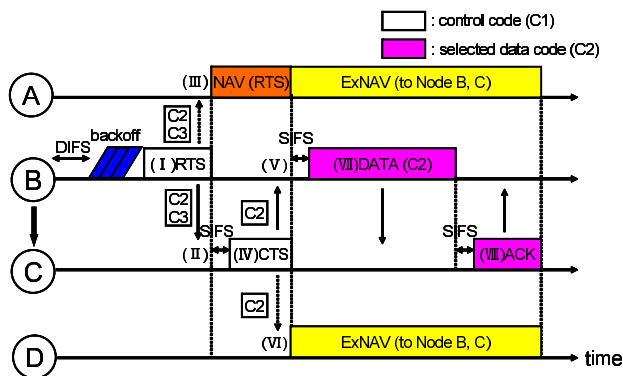 : control code (C1)
: selected data code (C2)
A
(Ⅲ)
NAV (RTS)
ExNAV (to Node B, C)
C2
C3
DIFS
backoff
SIFS
B
(Ⅰ)RTS
(Ⅴ)
(Ⅶ)DATA (C2)
C2
C3
C2
SIFS
SIFS
C
(Ⅱ)
(Ⅳ)CTS
(Ⅷ)ACK
C2
(Ⅵ)
ExNAV (to Node B, C)
D
time